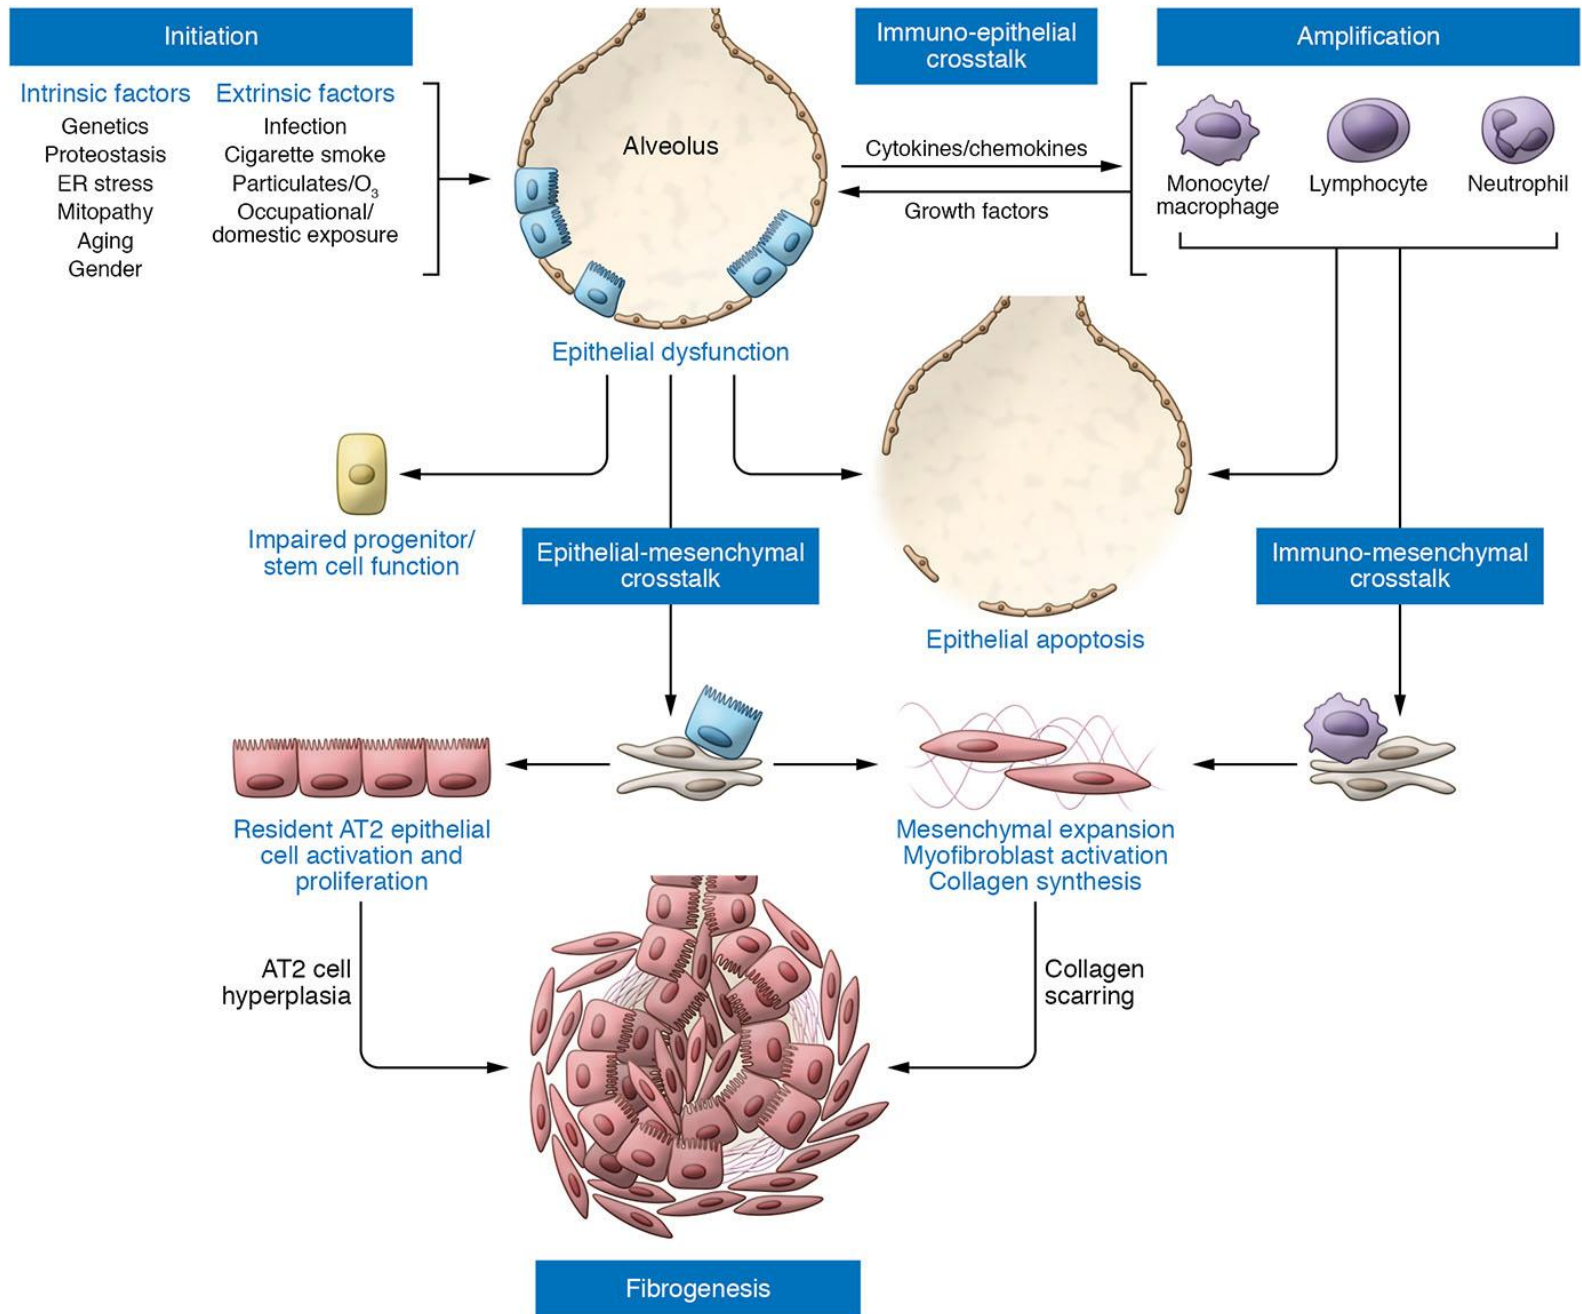 Initiation
Intrinsic factors
Genetics
Proteostasis
ER stress
Mitopathy
Aging
Gender
Extrinsic factors
Infection
Cigarette smoke
Particulates/O₃
Occupational/
domestic exposure
Alveolus
Epithelial dysfunction
Immuno-epithelial
crosstalk
Cytokines/chemokines
Growth factors
Amplification
Monocyte/
macrophage
Lymphocyte
Neutrophil
Impaired progenitor/
stem cell function
Epithelial-mesenchymal
crosstalk
Epithelial apoptosis
Immuno-mesenchymal
crosstalk
Resident AT2 epithelial
cell activation and
proliferation
Mesenchymal expansion
Myofibroblast activation
Collagen synthesis
AT2 cell
hyperplasia
Collagen
scarring
Fibrogenesis